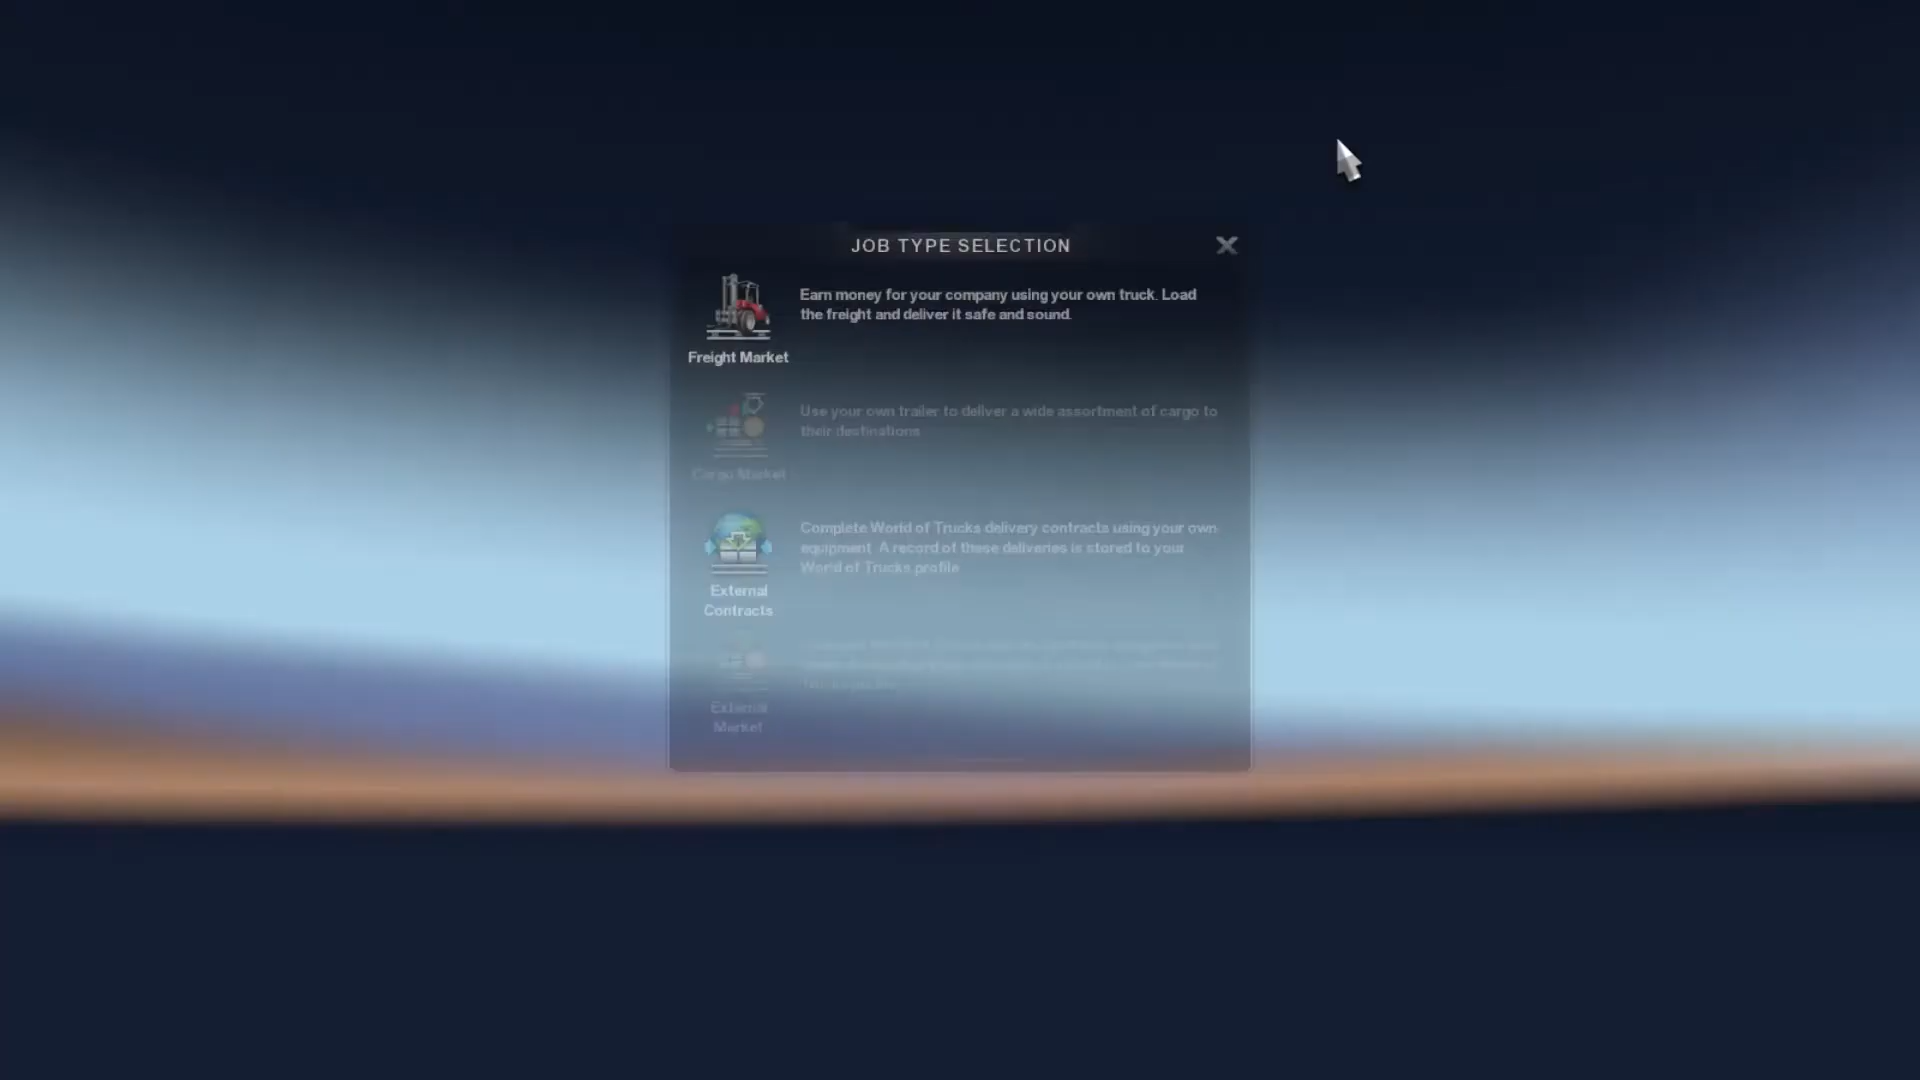 JOB TYPE SELECTION
Earn money for your company using your own truck. Load
the freight and deliver it safe and sound.
Freight Market
Use your own trailer to deliver a wide assortment of cargo to
their destinations
Cargo Market
Complete World of Trucks delivery contracts using your own
equipment. A record of these deliveries is stored to your
World of Trucks profile
External
Contracts
External
Market